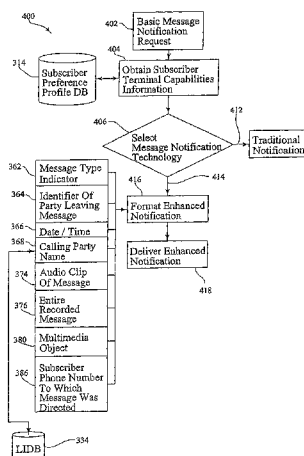 400
402
Basic Message
Notification
Request
404
314
Subscriber
Preference
Profile DB
Obtain Subscriber
Terminal Capabilities
Information
406
412
Select
Message Notification
Technology
Traditional
Notification
414
416
Format Enhanced
Notification
Deliver Enhanced
Notification
418
362
Message Type
Indicator
364
Identifier Of
Party Leaving
Message
366
Date / Time
368
Calling Party
Name
374
Audio Clip
Of Message
376
Entire
Recorded
Message
380
Multimedia
Object
386
Subscriber
Phone Number
To Which
Message Was
Directed
LIDB
334